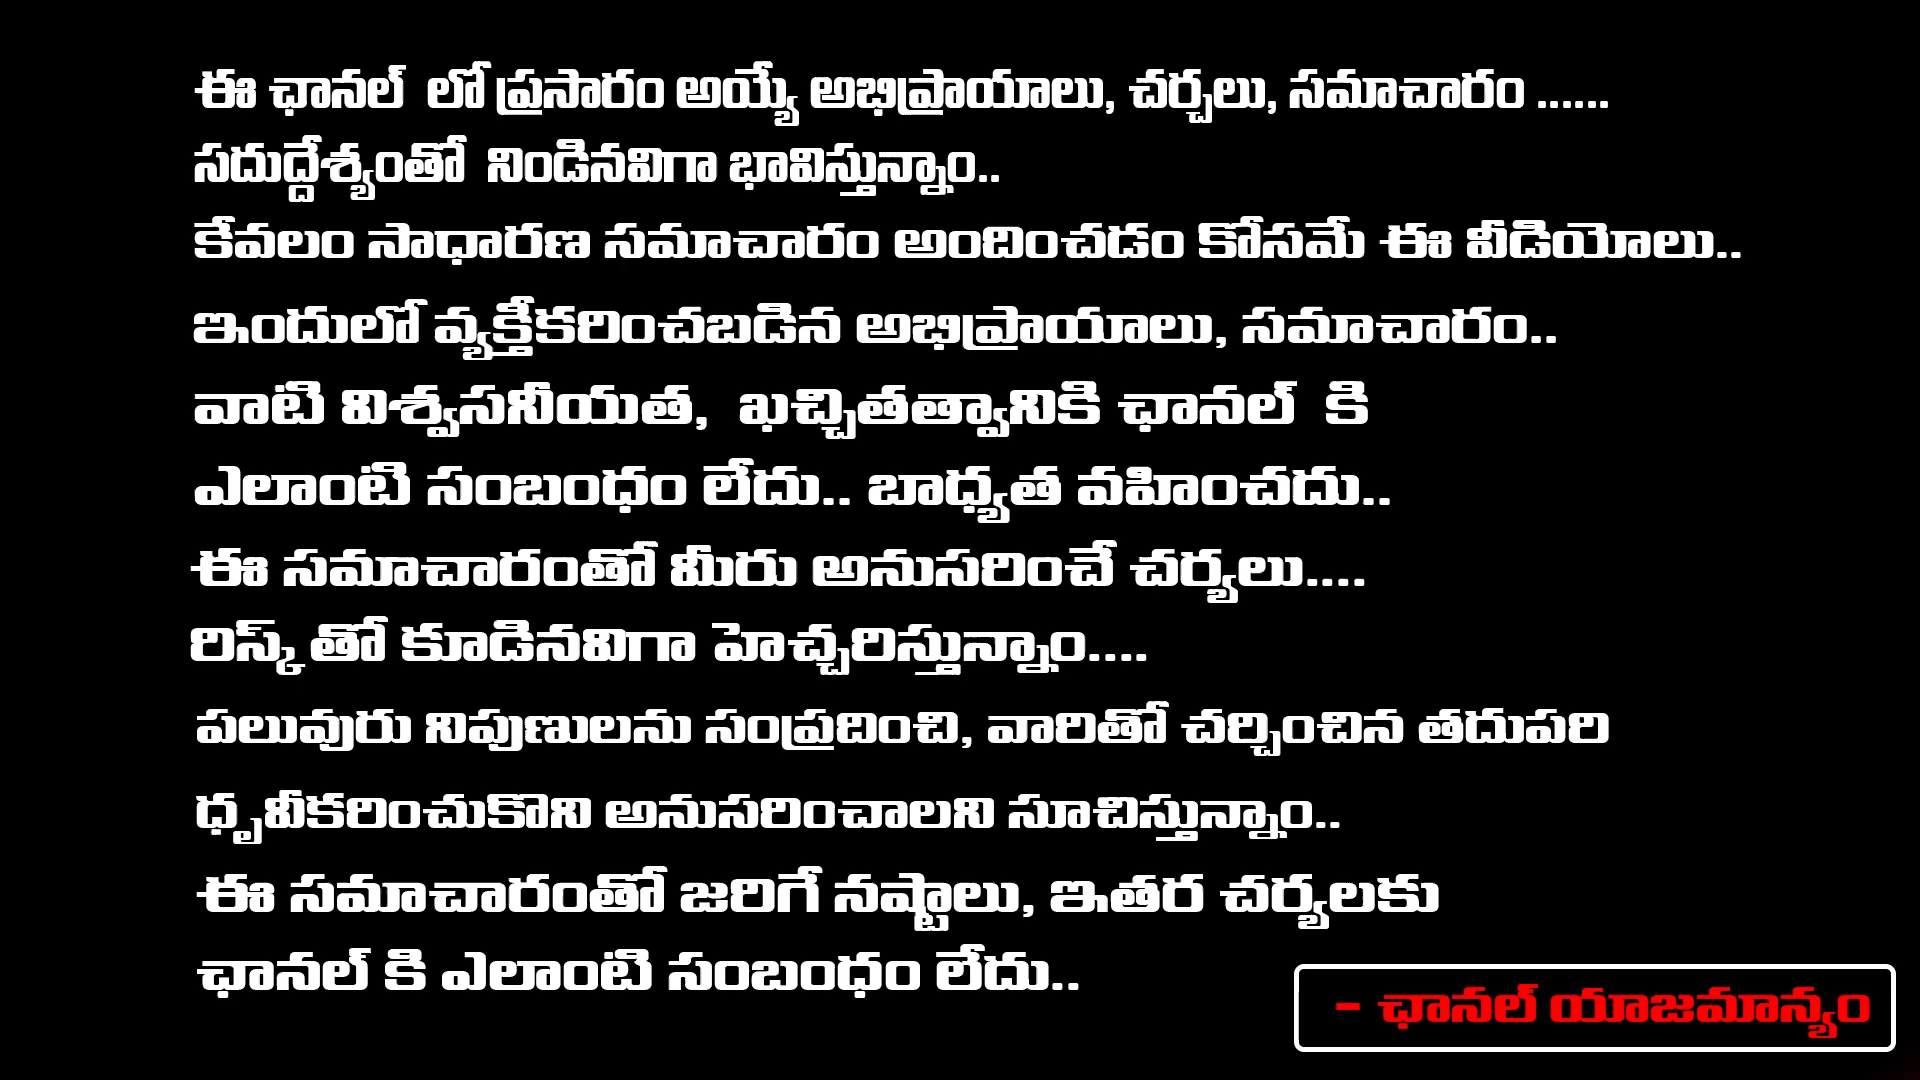 ఈ ఛానల్ లో ప్రసారం అయ్యే అభిప్రాయాలు, చర్చలు, సమాచారం ......
సదుద్దేశ్యంతో నిండినవిగా భావిస్తున్నాం..
కేవలం సాధారణ సమాచారం అందించడం కోసమే ఈ వీడియోలు..
ఇందులో వ్యక్తీకరించబడిన అభిప్రాయాలు, సమాచారం..
వాటి విశ్వసనీయత, ఖచ్చితత్వానికి ఛానల్ కి
ఎలాంటి సంబంధం లేదు.. బాధ్యత వహించదు..
ఈ సమాచారంతో మీరు అనుసరించే చర్యలు....
రిస్క్ తో కూడినవిగా హెచ్చరిస్తున్నాం....
పలువురు నిపుణులను సంప్రదించి, వారితో చర్చించిన తదుపరి
ధృవీకరించుకొని అనుసరించాలని సూచిస్తున్నాం..
ఈ సమాచారంతో జరిగే నష్టాలు, ఇతర చర్యలకు
ఛానల్ కి ఎలాంటి సంబంధం లేదు..
- ఛానల్ యాజమాన్యం